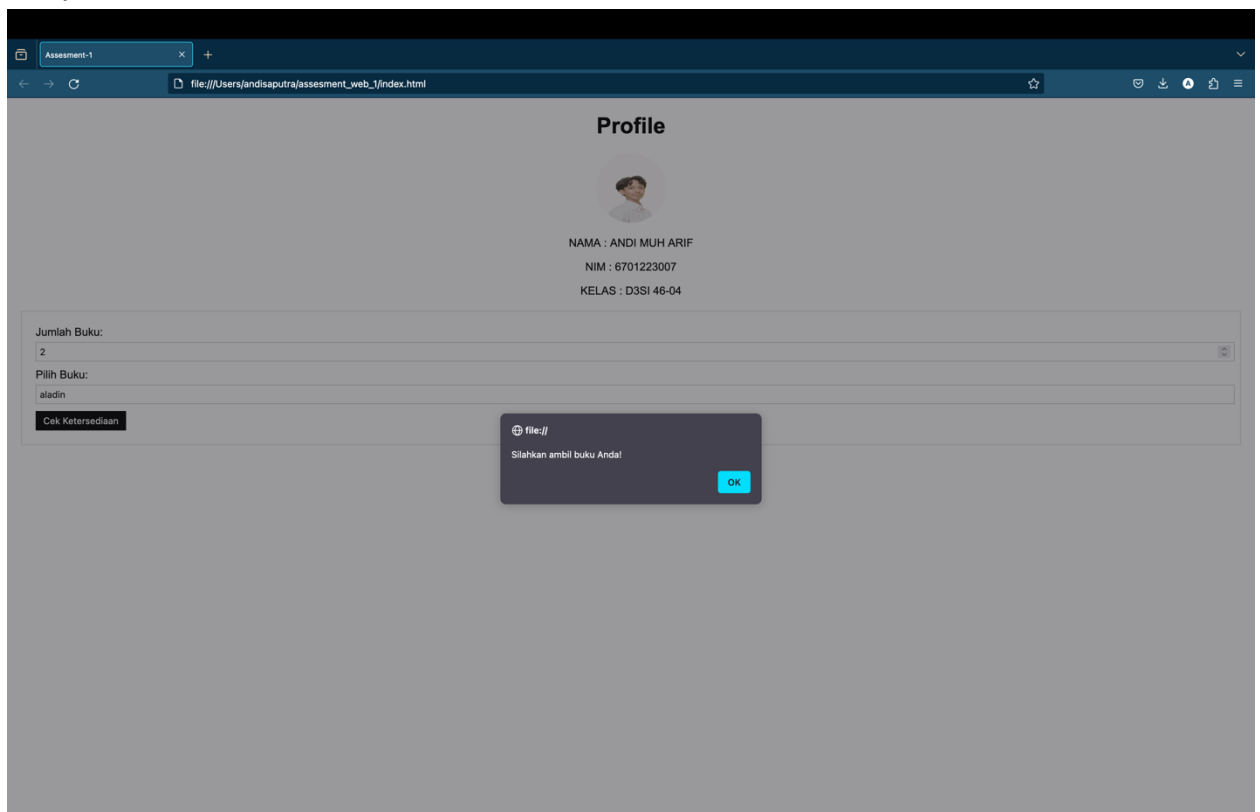 Assesment-1
file:///Users/andisaputra/assesment_web_1/index.html
A
Profile
NAMA : ANDI MUH ARIF
NIM : 6701223007
KELAS : D3SI 46-04
Jumlah Buku:
2
Pilih Buku:
aladin
Cek Ketersediaan
file://
Silahkan ambil buku Anda!
OK